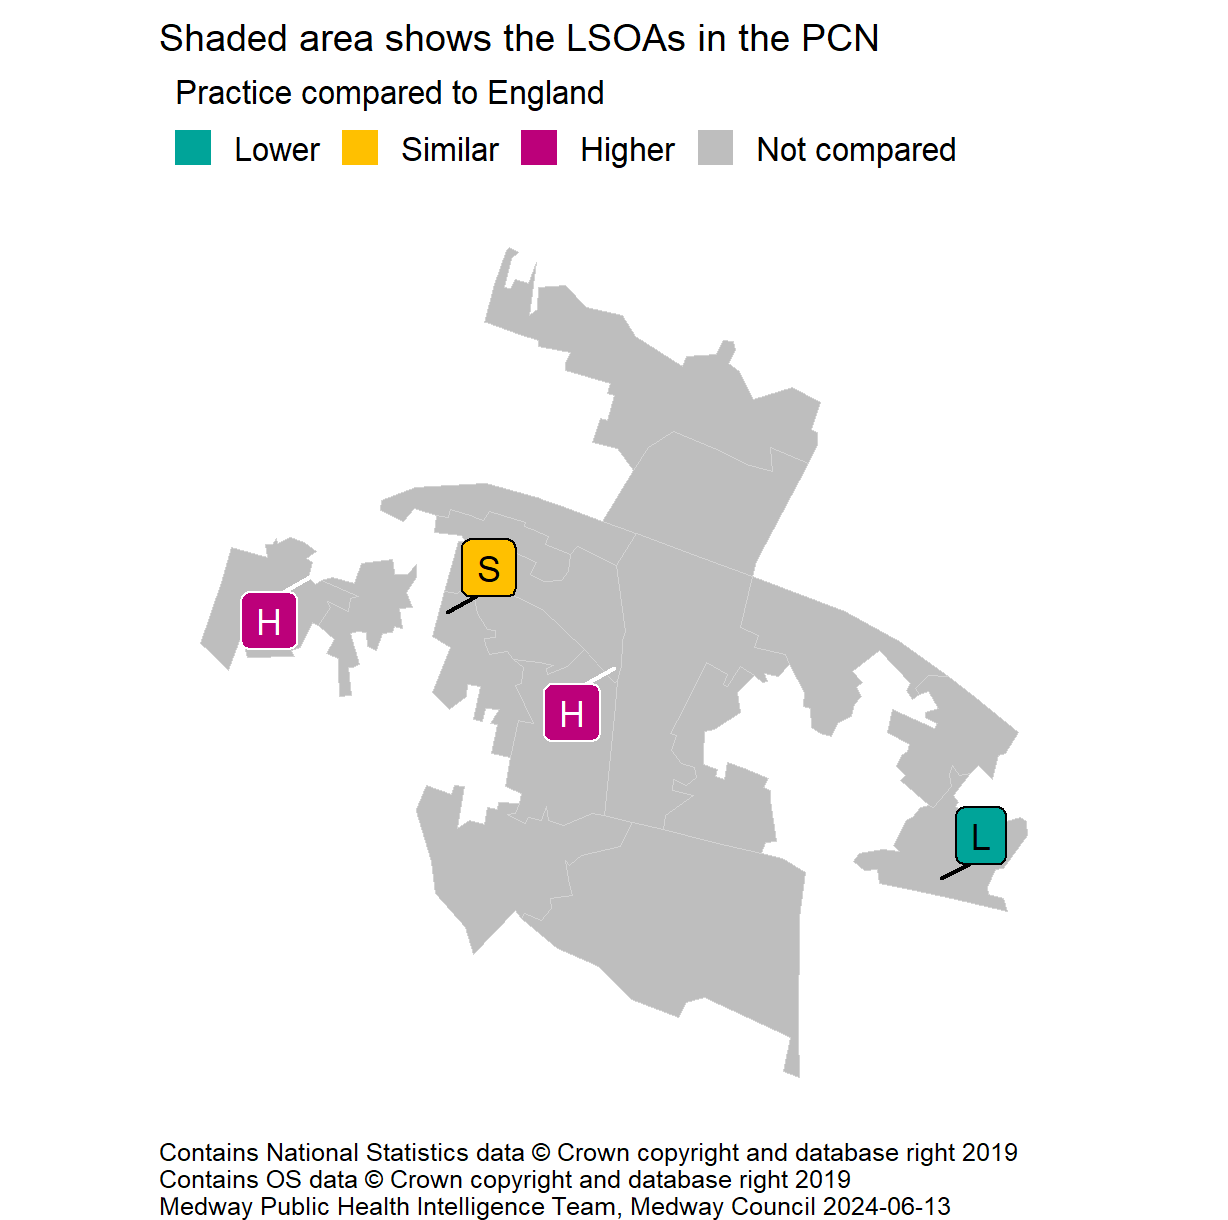 Shaded area shows the LSOAs in the PCN
Practice compared to England
Lower Similar Higher Not compared
S
H
H
L
Contains National Statistics data © Crown copyright and database right 2019
Contains OS data © Crown copyright and database right 2019
Medway Public Health Intelligence Team, Medway Council 2024-06-13